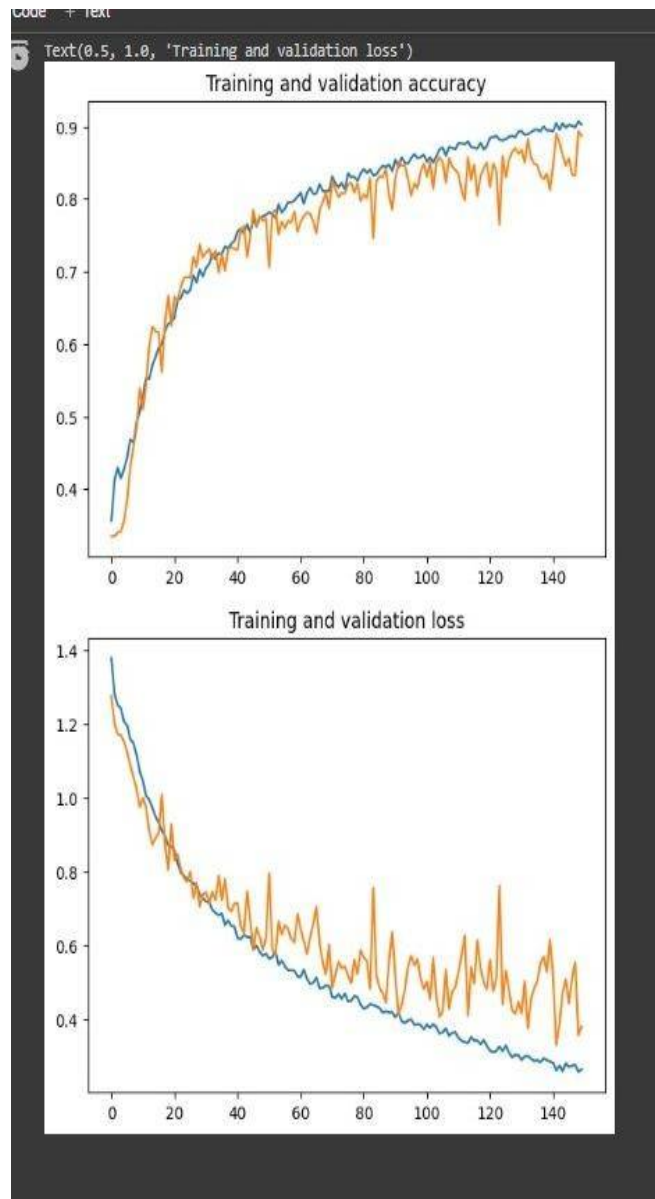 Code + Text
Text(0.5, 1.0, 'Training and validation loss')
Training and validation accuracy
0.9
0.8
0.7
0.6
0.5
0.4
0 20 40 60 80 100 120 140
Training and validation loss
1.4
1.2
1.0
0.8
0.6
0.4
0 20 40 60 80 100 120 140